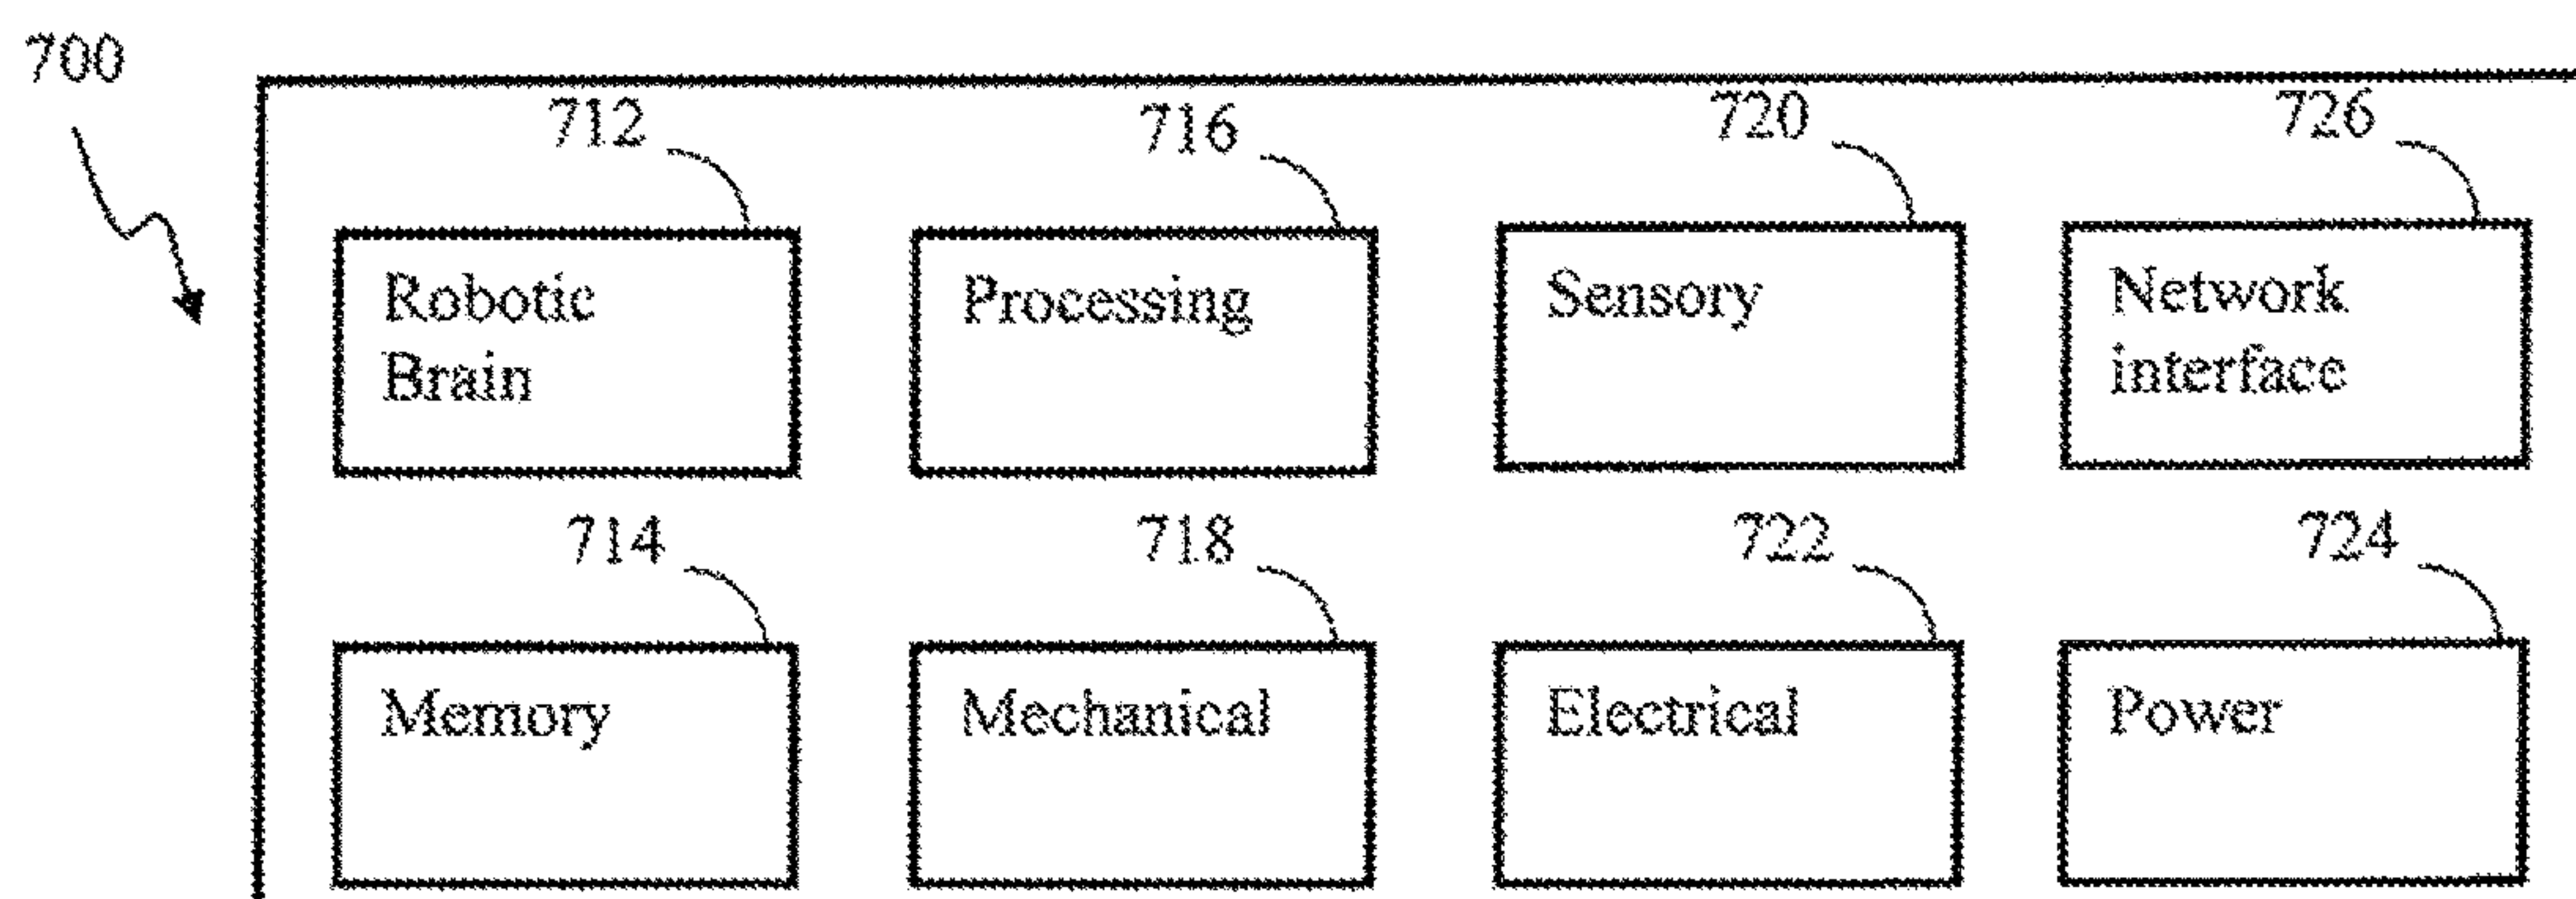 700
712
716
720
726
Robotic
Brain
Processing
Sensory
Network
interface
714
718
722
724
Memory
Mechanical
Electrical
Power